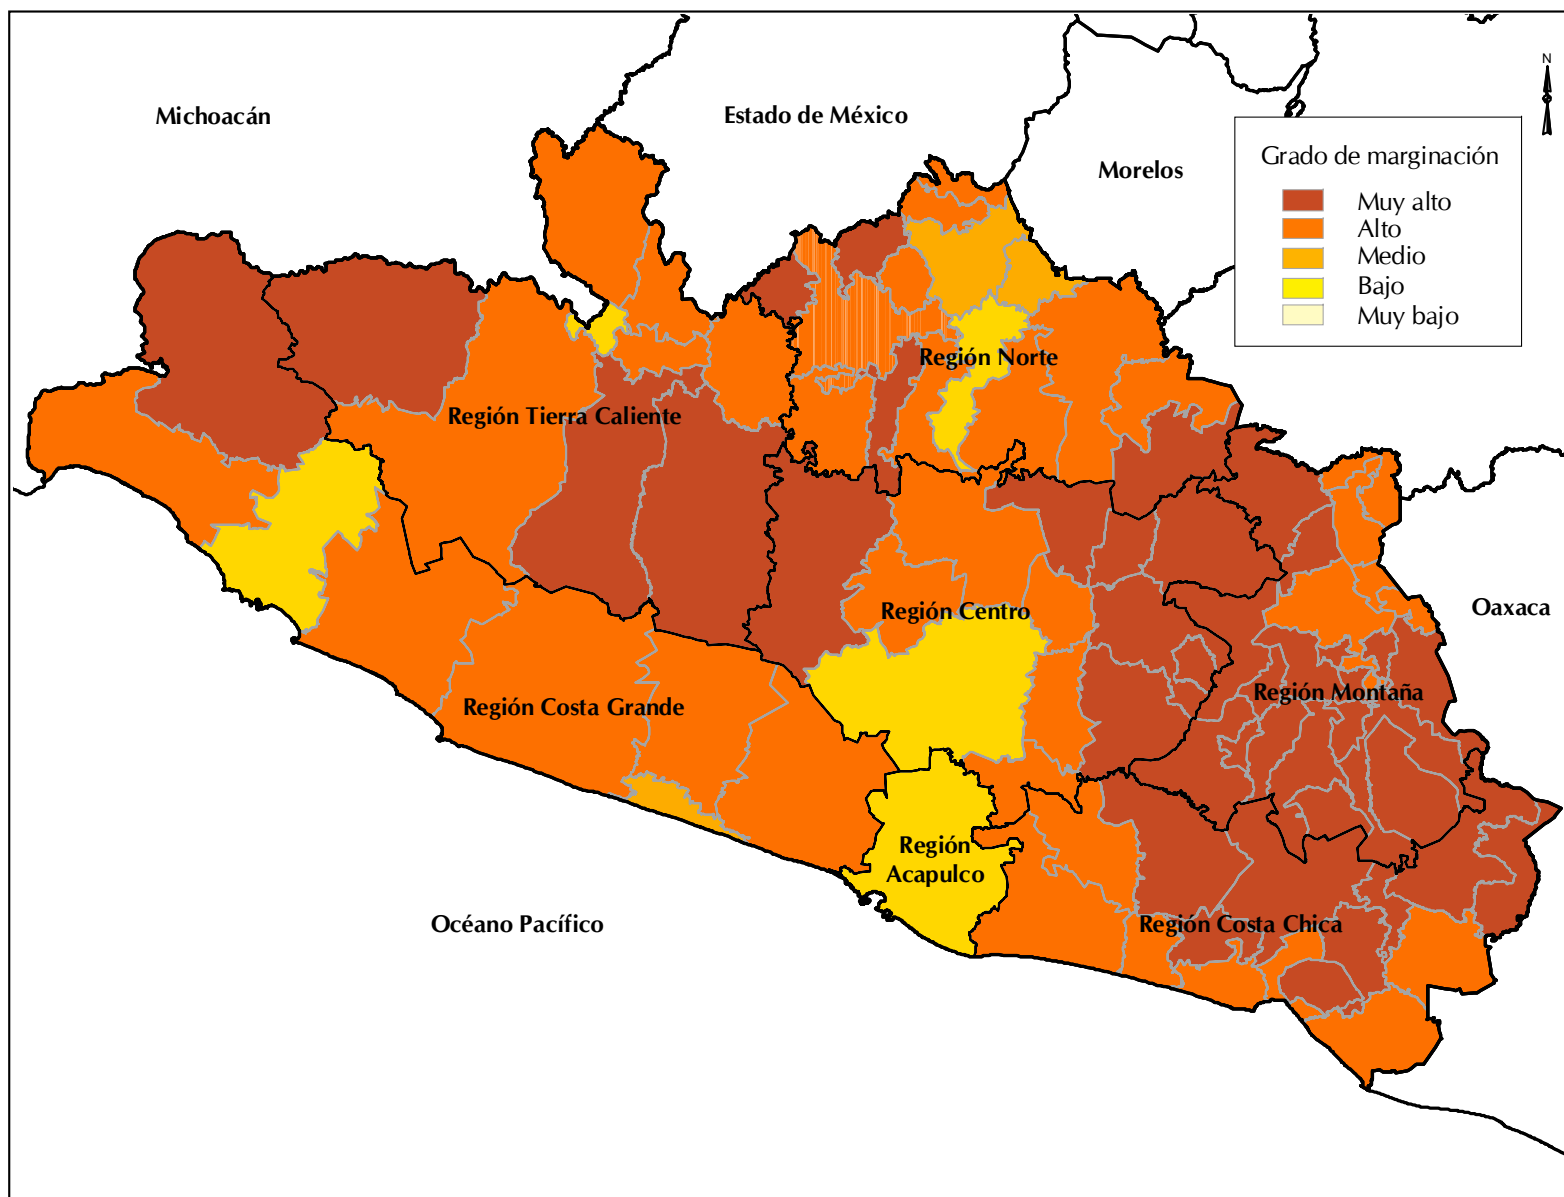 Michoacán
Estado de México
Morelos
N
Grado de marginación
Muy alto
Alto
Medio
Bajo
Muy bajo
Región Norte
Región Tierra Caliente
Región Centro
Oaxaca
Región Montaña
Región Costa Grande
Región
Acapulco
Océano Pacífico
Región Costa Chica